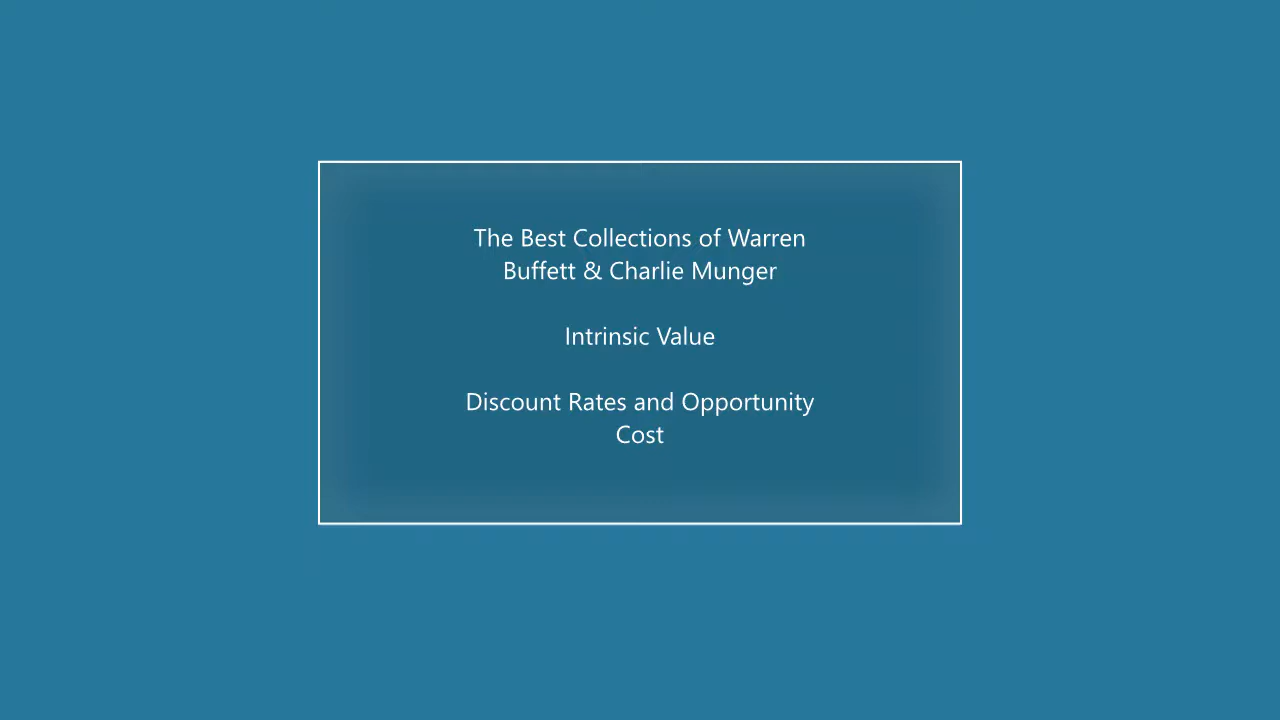 The Best Collections of Warren
Buffett & Charlie Munger
Intrinsic Value
Discount Rates and Opportunity
Cost